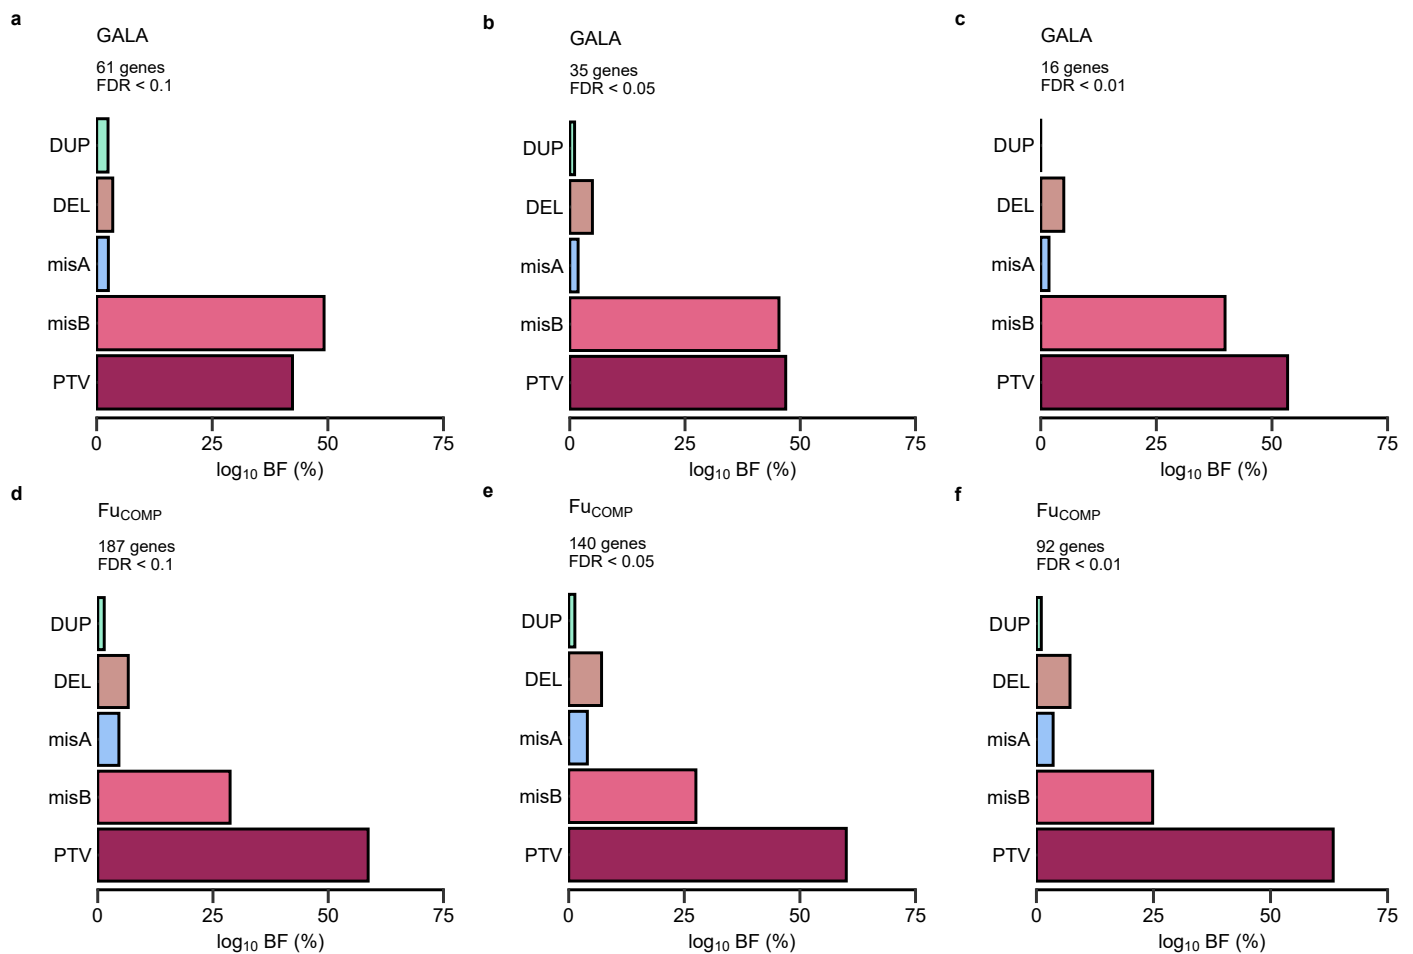 a
GALA
61 genes
FDR < 0.1
DUP
DEL
misA
misB
PTV
0 25 50 75
log₁₀ BF (%)
b
GALA
35 genes
FDR < 0.05
DUP
DEL
misA
misB
PTV
0 25 50 75
log₁₀ BF (%)
c
GALA
16 genes
FDR < 0.01
DUP
DEL
misA
misB
PTV
0 25 50 75
log₁₀ BF (%)
d
Fu_COMP
187 genes
FDR < 0.1
DUP
DEL
misA
misB
PTV
0 25 50 75
log₁₀ BF (%)
e
Fu_COMP
140 genes
FDR < 0.05
DUP
DEL
misA
misB
PTV
0 25 50 75
log₁₀ BF (%)
f
Fu_COMP
92 genes
FDR < 0.01
DUP
DEL
misA
misB
PTV
0 25 50 75
log₁₀ BF (%)